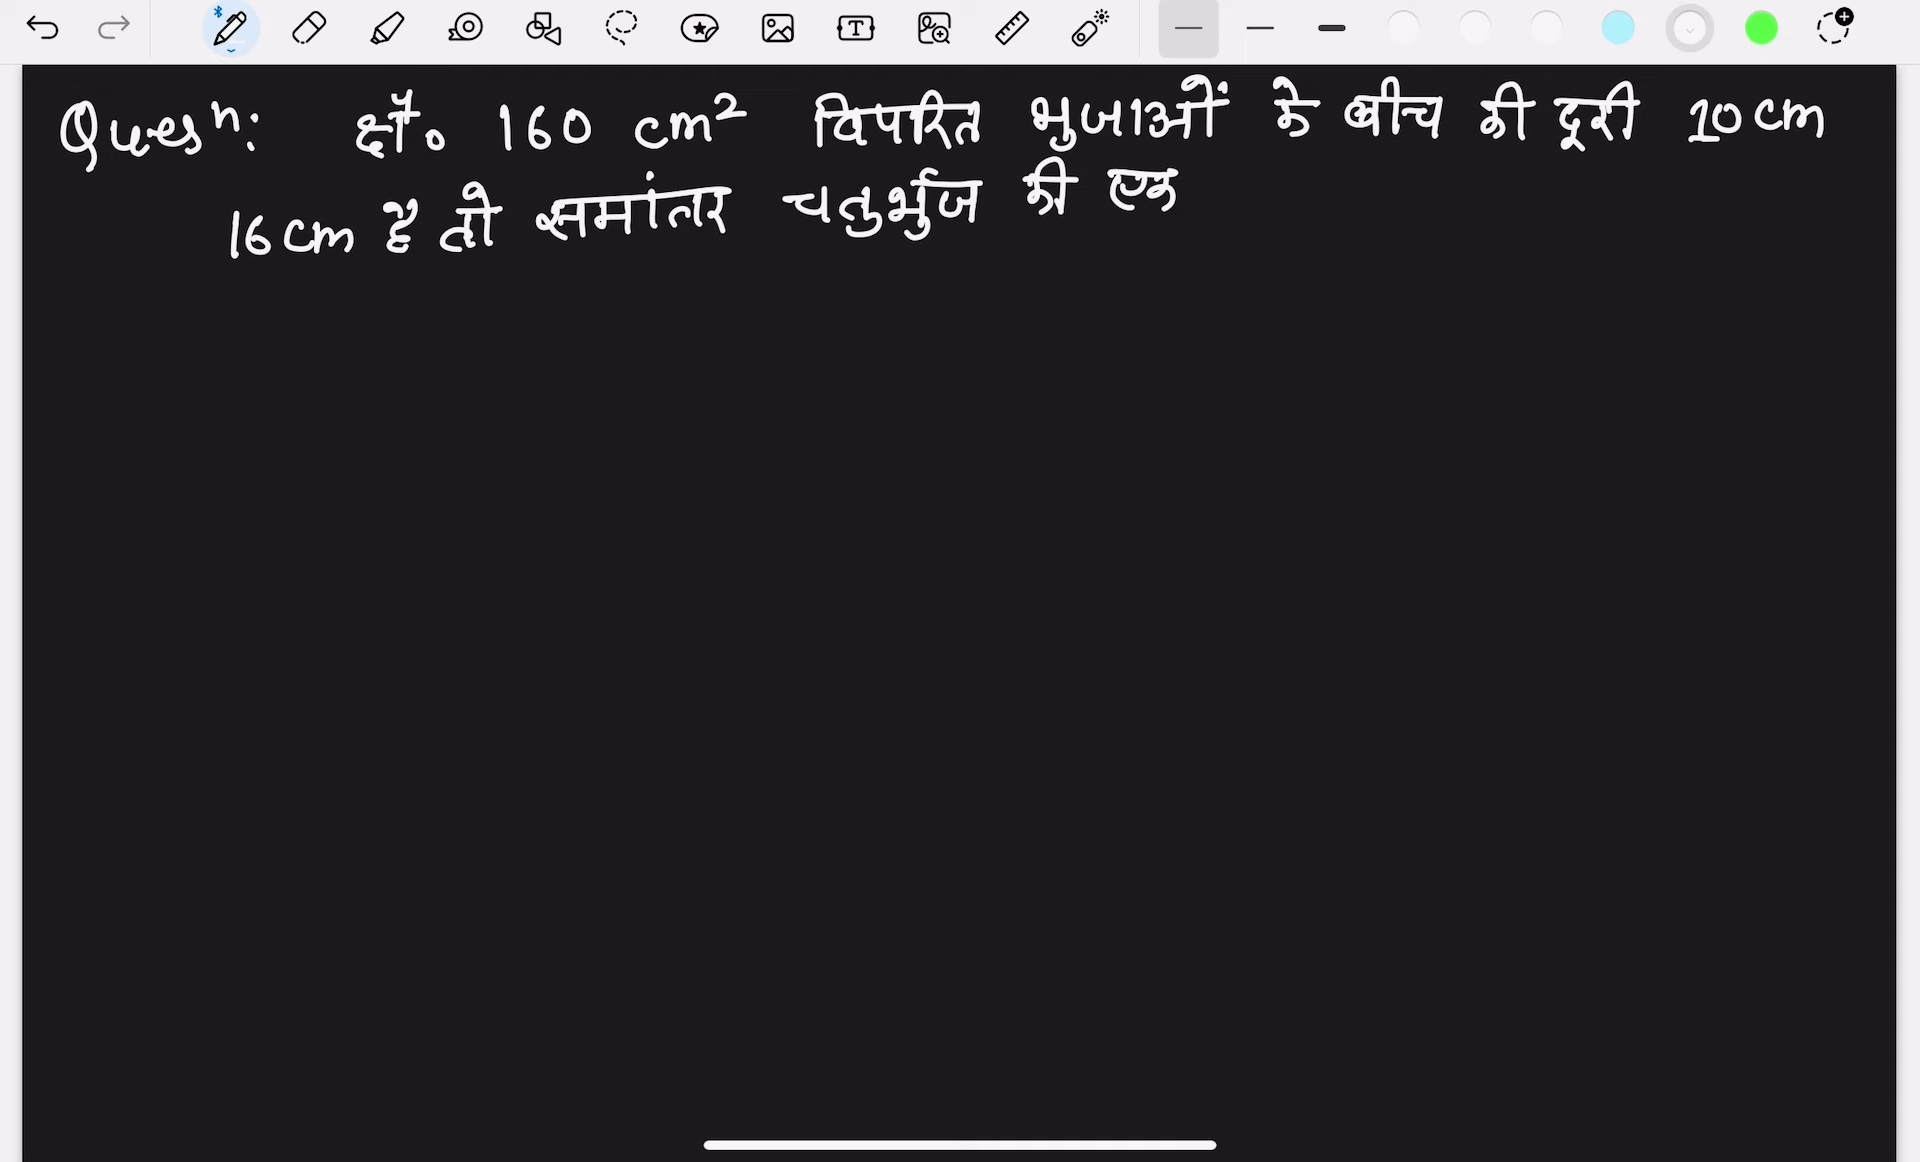 Quesⁿ: क्षै० 160 cm² विपरित भुजाओं के बीच की दूरी 10 cm
16 cm है तो समांतर चतुर्भुज की एक